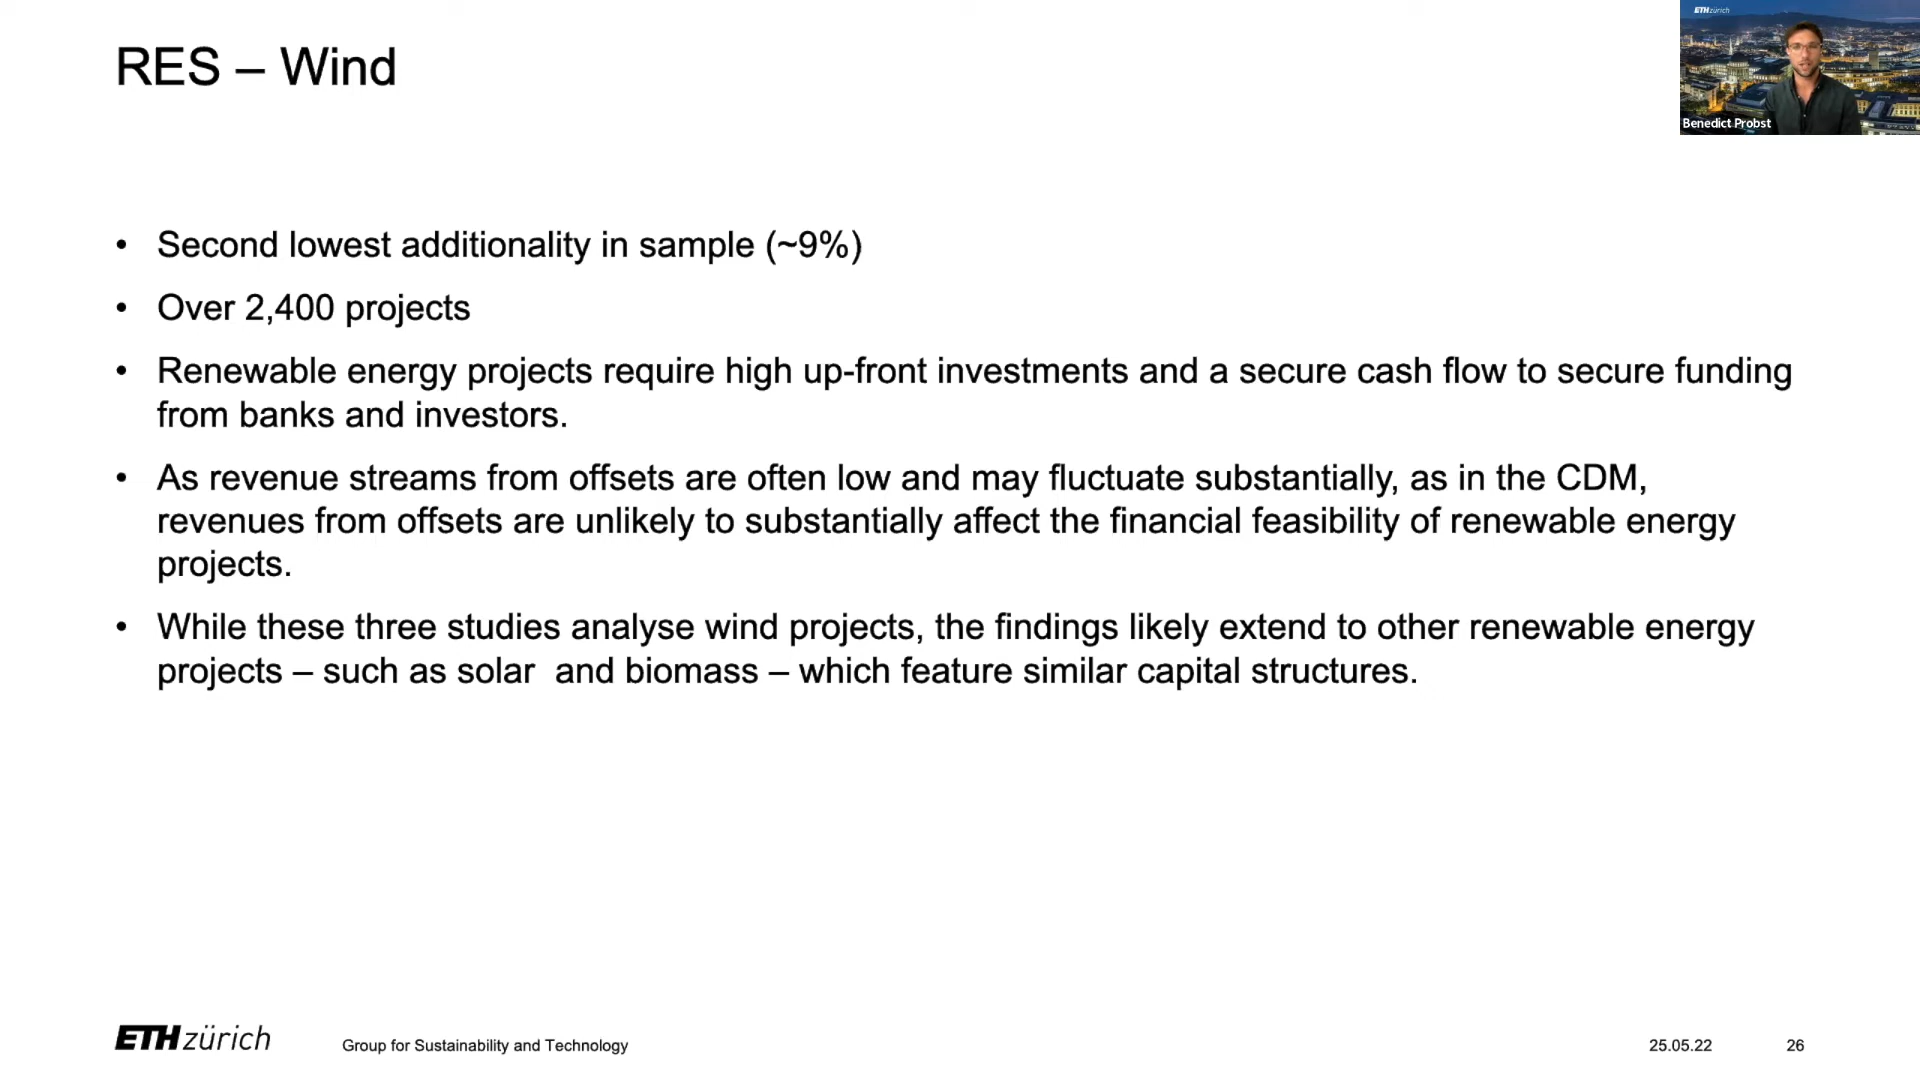 RES – Wind
ETH zürich
Benedict Probst
• Second lowest additionality in sample (~9%)
• Over 2,400 projects
• Renewable energy projects require high up-front investments and a secure cash flow to secure funding
from banks and investors.
• As revenue streams from offsets are often low and may fluctuate substantially, as in the CDM,
revenues from offsets are unlikely to substantially affect the financial feasibility of renewable energy
projects.
• While these three studies analyse wind projects, the findings likely extend to other renewable energy
projects – such as solar  and biomass – which feature similar capital structures.
ETH zürich
Group for Sustainability and Technology
25.05.22
26